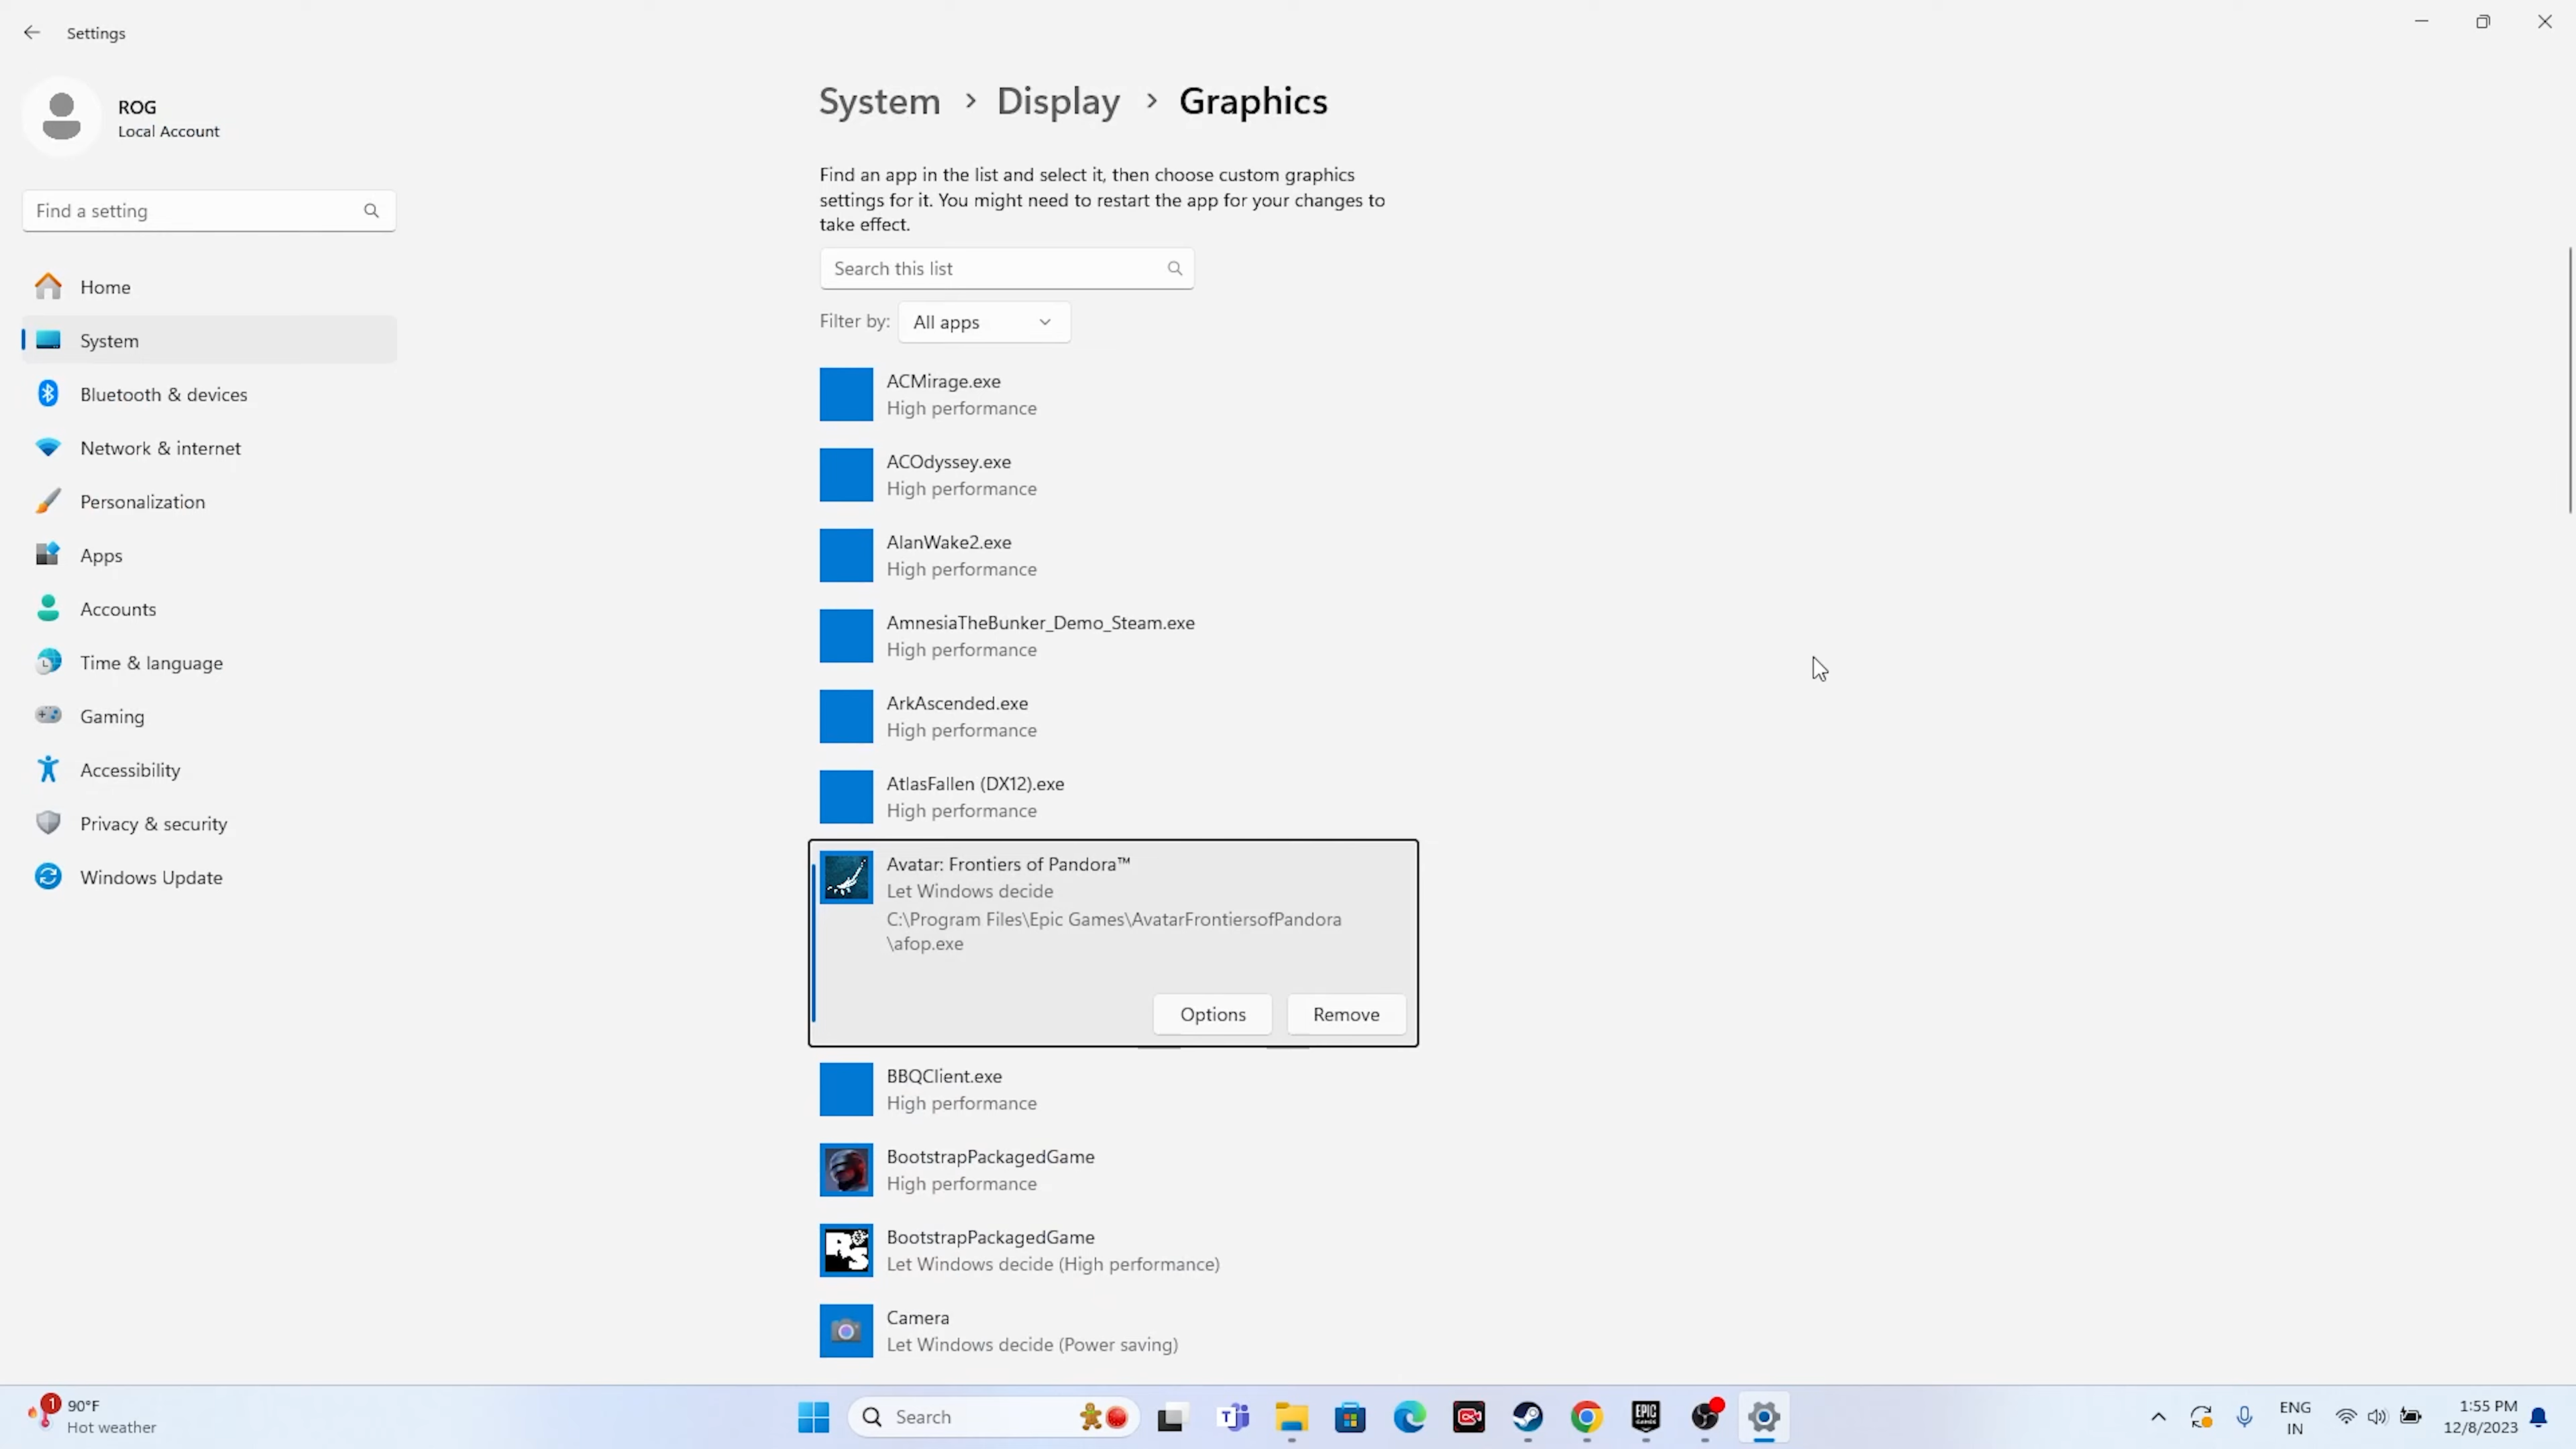 Settings
ROG
Local Account
Find a setting
Home
System
Bluetooth & devices
Network & internet
Personalization
Apps
Accounts
Time & language
Gaming
Accessibility
Privacy & security
Windows Update
System > Display > Graphics
Find an app in the list and select it, then choose custom graphics
settings for it. You might need to restart the app for your changes to
take effect.
Search this list
Filter by: All apps
ACMirage.exe
High performance
ACOdyssey.exe
High performance
AlanWake2.exe
High performance
AmnesiaTheBunker_Demo_Steam.exe
High performance
ArkAscended.exe
High performance
AtlasFallen (DX12).exe
High performance
Avatar: Frontiers of Pandora™
Let Windows decide
C:\Program Files\Epic Games\AvatarFrontiersofPandora
\afop.exe
Options Remove
BBQClient.exe
High performance
BootstrapPackagedGame
High performance
RS
BootstrapPackagedGame
Let Windows decide (High performance)
Camera
Let Windows decide (Power saving)
1
90°F
Hot weather
Search
T
EPIC
GAMES
ENG
IN
1:55 PM
12/8/2023